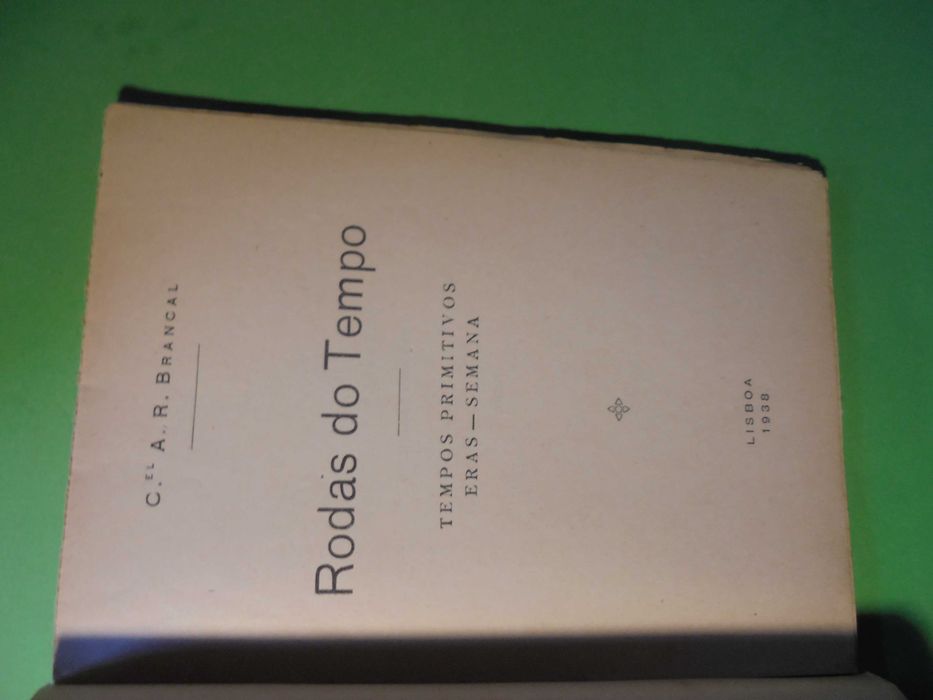 C.EL A. R. BRANCAL
Rodas do Tempo
TEMPOS PRIMITIVOS
ERAS—SEMANA
LISBOA
1938